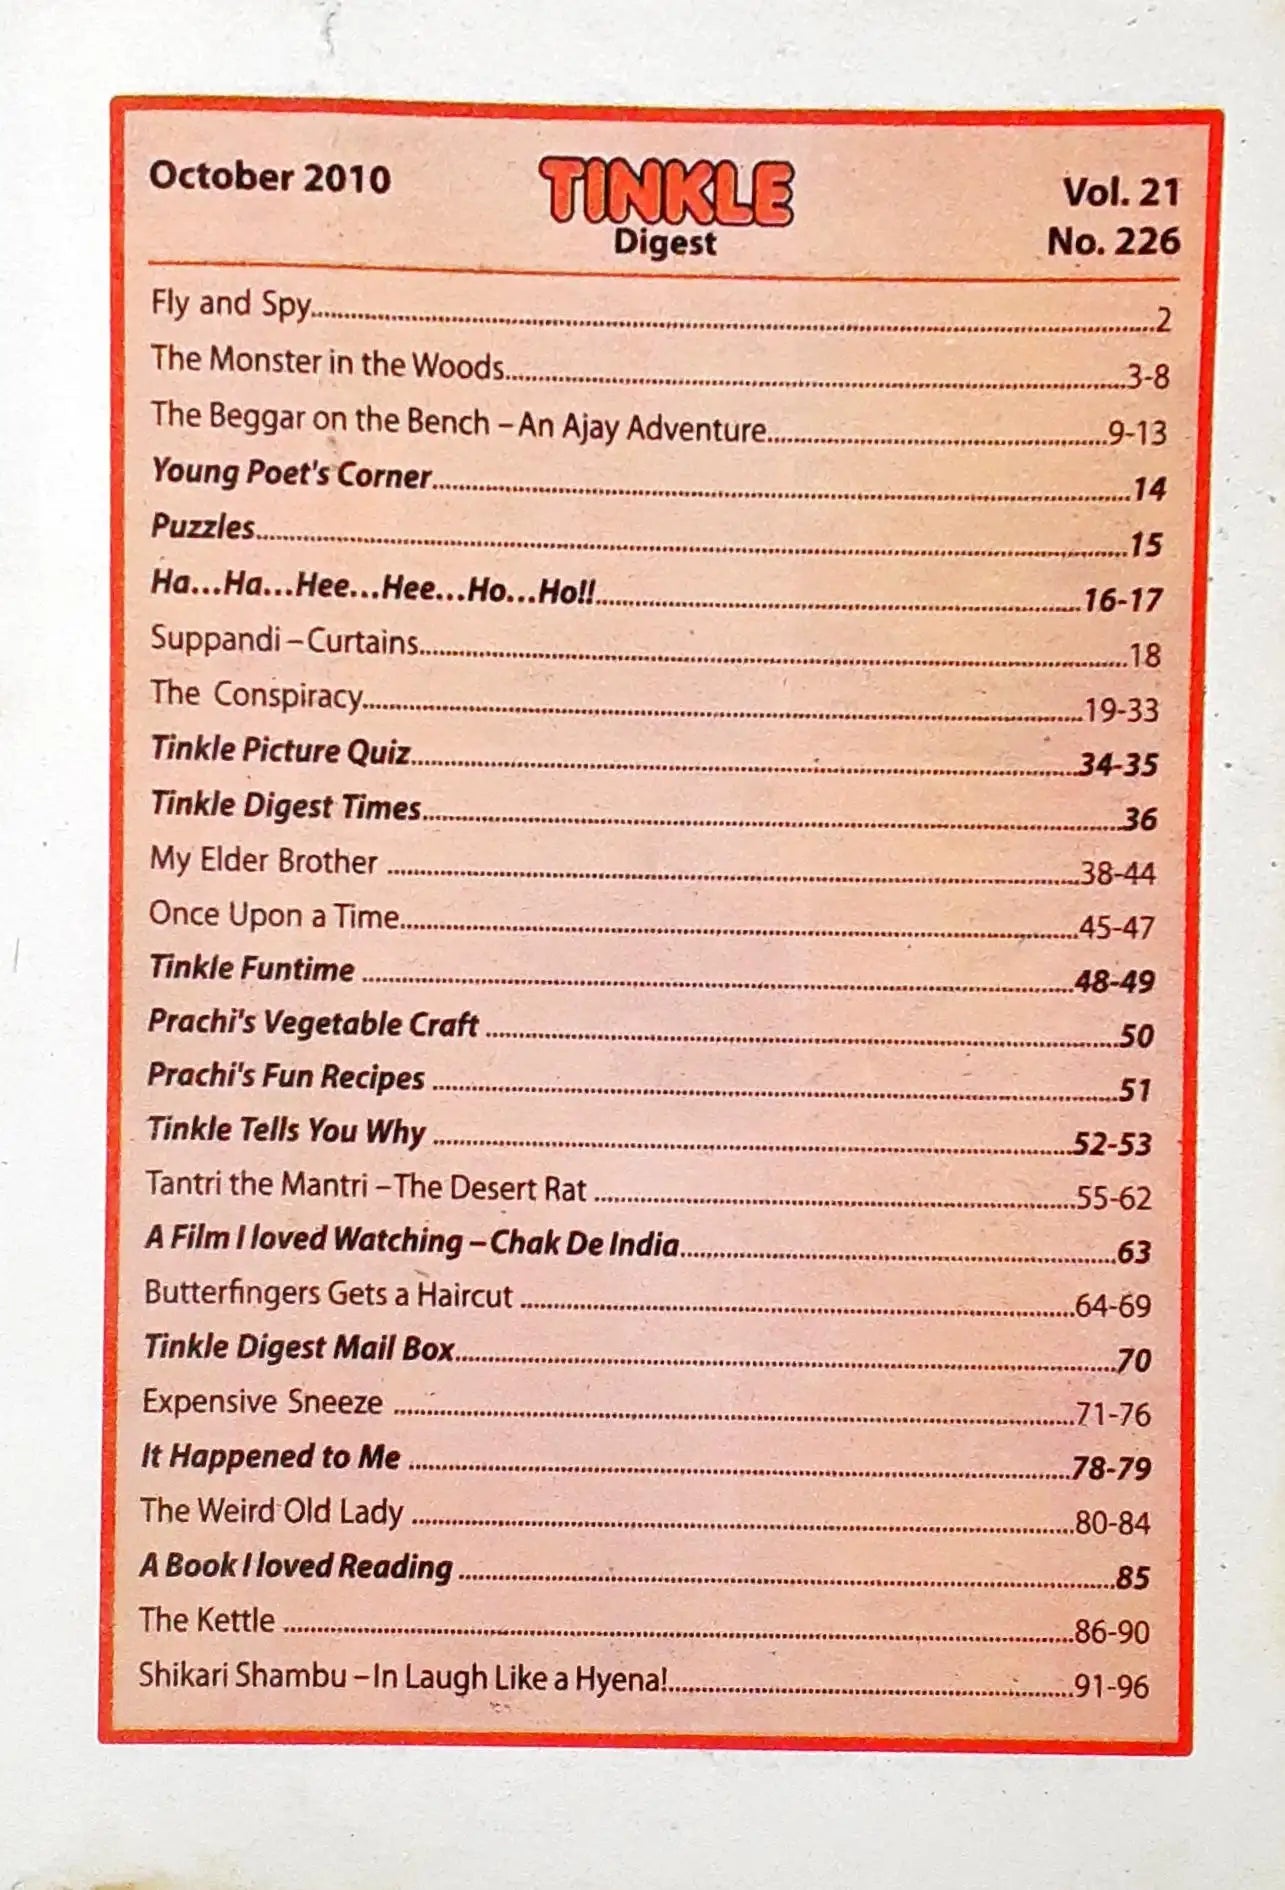 October 2010
TINKLE
Digest
Vol. 21
No. 226
Fly and Spy..........2
The Monster in the Woods..........3-8
The Beggar on the Bench – An Ajay Adventure..........9-13
Young Poet's Corner..........14
Puzzles..........15
Ha...Ha...Hee...Hee...Ho...Ho!!..........16-17
Suppandi – Curtains..........18
The Conspiracy..........19-33
Tinkle Picture Quiz..........34-35
Tinkle Digest Times..........36
My Elder Brother ..........38-44
Once Upon a Time..........45-47
Tinkle Funtime ..........48-49
Prachi's Vegetable Craft ..........50
Prachi's Fun Recipes ..........51
Tinkle Tells You Why ..........52-53
Tantri the Mantri – The Desert Rat ..........55-62
A Film I loved Watching – Chak De India..........63
Butterfingers Gets a Haircut ..........64-69
Tinkle Digest Mail Box..........70
Expensive Sneeze ..........71-76
It Happened to Me ..........78-79
The Weird Old Lady ..........80-84
A Book I loved Reading ..........85
The Kettle ..........86-90
Shikari Shambu – In Laugh Like a Hyena!..........91-96